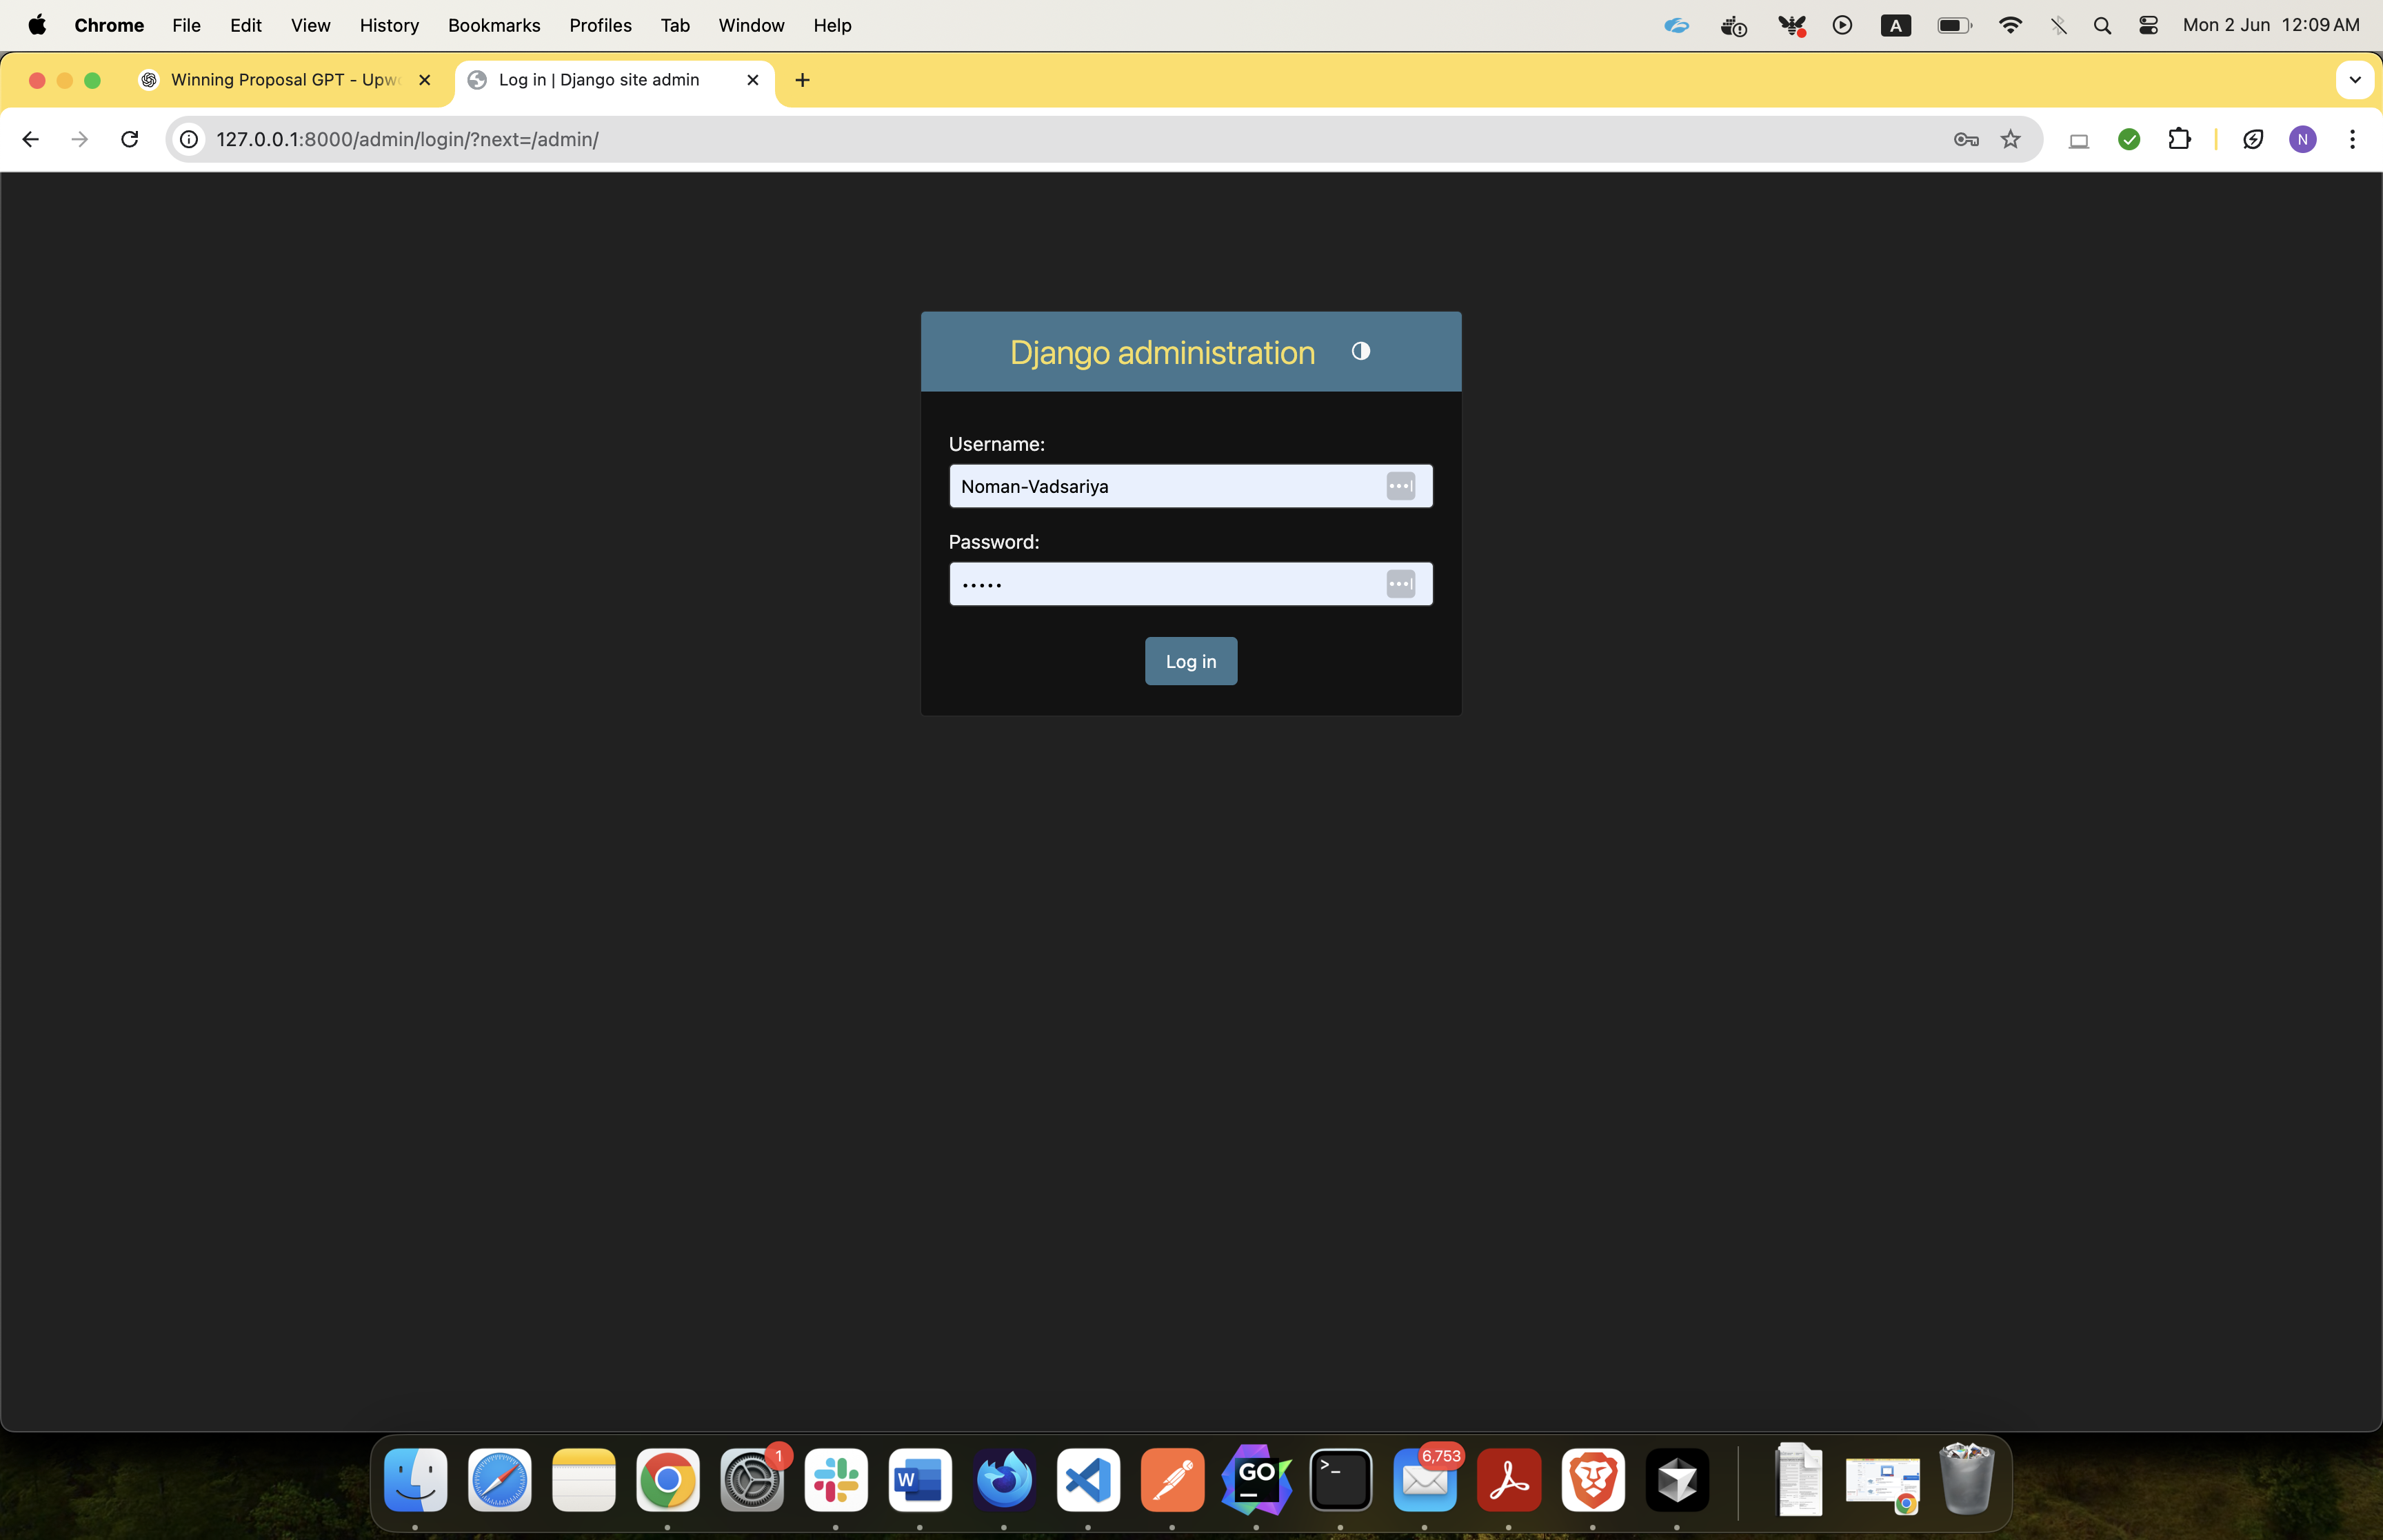 Chrome File Edit View History Bookmarks Profiles Tab Window Help A Mon 2 Jun 12:09 AM
Winning Proposal GPT - Upw Log in | Django site admin
127.0.0.1:8000/admin/login/?next=/admin/ N
Django administration
Username:
Noman-Vadsariya
Password:
•••••
Log in
1 W GO >_ 6,753